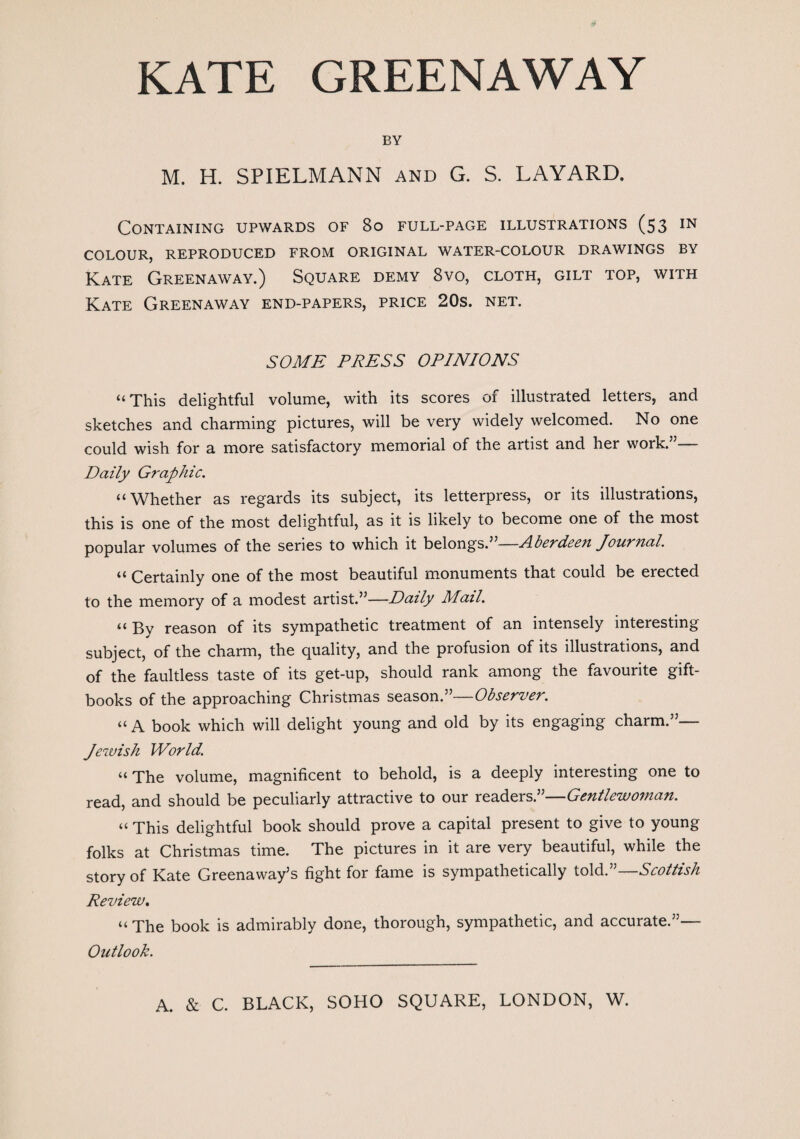 KATE GREENAWAY
BY
M. H. SPIELMANN AND G. S. LAYARD.
CONTAINING UPWARDS OF 80 FULL-PAGE ILLUSTRATIONS (53 IN
COLOUR, REPRODUCED FROM ORIGINAL WATER-COLOUR DRAWINGS BY
KATE GREENAWAY.) SQUARE DEMY 8VO, CLOTH, GILT TOP, WITH
KATE GREENAWAY END-PAPERS, PRICE 20S. NET.
SOME PRESS OPINIONS
“This delightful volume, with its scores of illustrated letters, and
sketches and charming pictures, will be very widely welcomed. No one
could wish for a more satisfactory memorial of the artist and her work.”—
Daily Graphic.
“Whether as regards its subject, its letterpress, or its illustrations,
this is one of the most delightful, as it is likely to become one of the most
popular volumes of the series to which it belongs.”—Aberdeen Journal.
“Certainly one of the most beautiful monuments that could be erected
to the memory of a modest artist.”—Daily Mail.
“By reason of its sympathetic treatment of an intensely interesting
subject, of the charm, the quality, and the profusion of its illustrations, and
of the faultless taste of its get-up, should rank among the favourite gift-
books of the approaching Christmas season.”—Observer.
“A book which will delight young and old by its engaging charm.”—
Jewish World.
“The volume, magnificent to behold, is a deeply interesting one to
read, and should be peculiarly attractive to our readers.”—Gentlewoman.
“This delightful book should prove a capital present to give to young
folks at Christmas time. The pictures in it are very beautiful, while the
story of Kate Greenaway’s fight for fame is sympathetically told.”—Scottish
Review.
“The book is admirably done, thorough, sympathetic, and accurate.”—
Outlook.
A. & C. BLACK, SOHO SQUARE, LONDON, W.